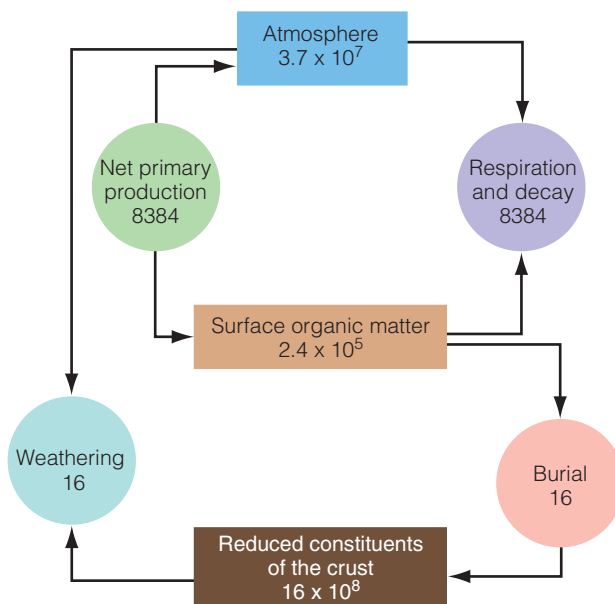 Atmosphere
3.7 x 10⁷
Net primary
production
8384
Respiration
and decay
8384
Surface organic matter
2.4 x 10⁵
Weathering
16
Burial
16
Reduced constituents
of the crust
16 x 10⁸